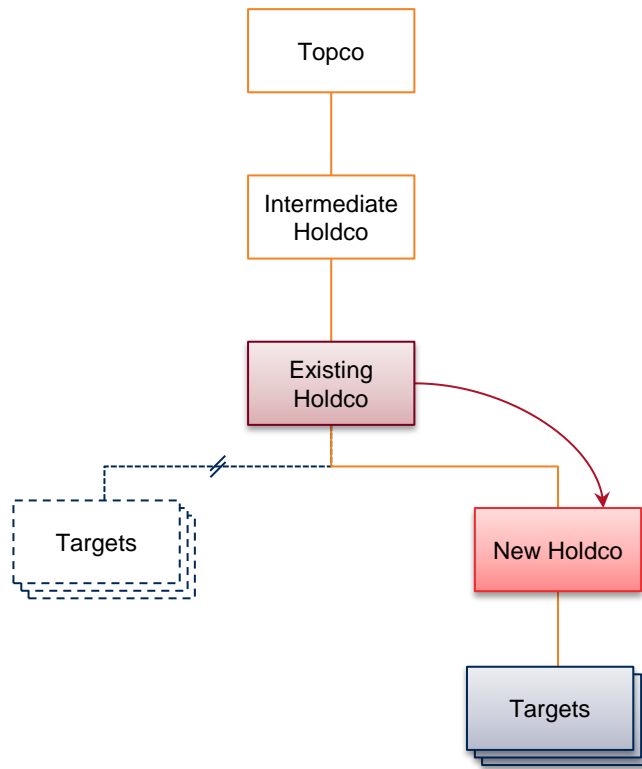 Topco
Intermediate
Holdco
Existing
Holdco
Targets
New Holdco
Targets